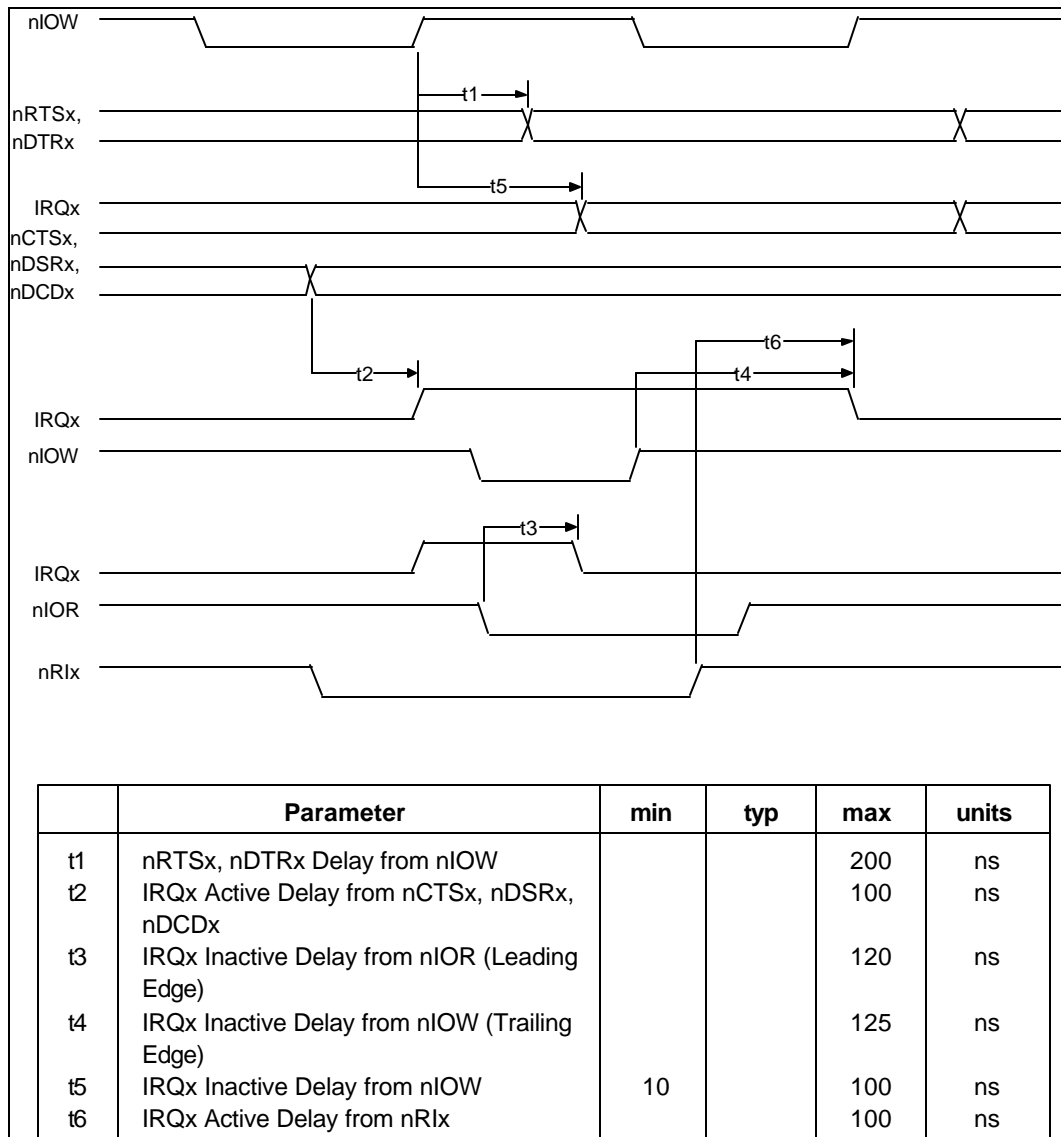 nIOW
t1
nRTSx,
nDTRx
t5
IRQx
nCTSx,
nDSRx,
nDCDx
t6
t2
t4
IRQx
nIOW
t3
IRQx
nIOR
nRIx
Parameter min typ max units
t1 nRTSx, nDTRx Delay from nIOW 200 ns
t2 IRQx Active Delay from nCTSx, nDSRx, 100 ns
nDCDx
t3 IRQx Inactive Delay from nIOR (Leading 120 ns
Edge)
t4 IRQx Inactive Delay from nIOW (Trailing 125 ns
Edge)
t5 IRQx Inactive Delay from nIOW 10 100 ns
t6 IRQx Active Delay from nRIx 100 ns